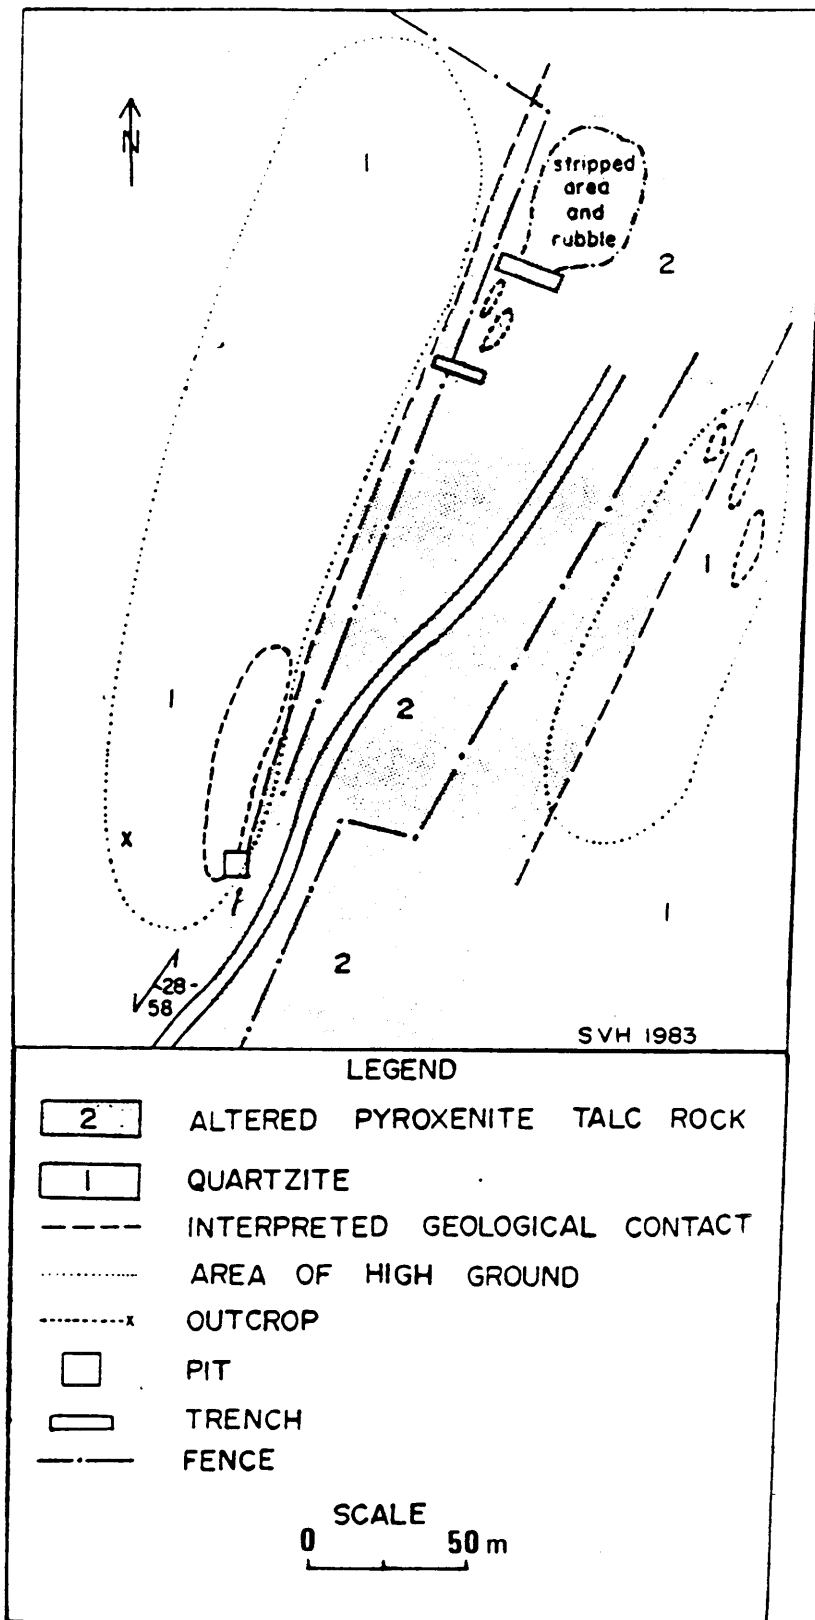 N
1
stripped
area
and
rubble
2
1
1
2
x
1
2
28
58
SVH 1983
LEGEND
2 ALTERED PYROXENITE TALC ROCK
1 QUARTZITE
INTERPRETED GEOLOGICAL CONTACT
AREA OF HIGH GROUND
x OUTCROP
PIT
TRENCH
FENCE
SCALE
0 50 m